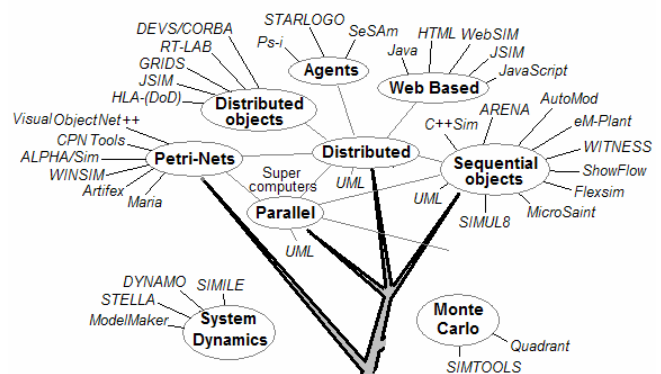 DEVS/CORBA
RT-LAB
GRIDS
JSIM
HLA-(DoD)
Distributed
objects
STARLOGO
Ps-i
SeSAm
Agents
HTML
WebSIM
Java
JSIM
JavaScript
Web Based
Visual ObjectNet++
CPN Tools
ALPHA/Sim
WINSIM
Artifex
Maria
Petri-Nets
Distributed
UML
Super
computers
Parallel
UML
C++Sim
ARENA
AutoMod
eM-Plant
WITNESS
ShowFlow
Flexsim
MicroSaint
SIMUL8
UML
Sequential
objects
DYNAMO
SIMILE
STELLA
ModelMaker
System
Dynamics
Monte
Carlo
Quadrant
SIMTOOLS